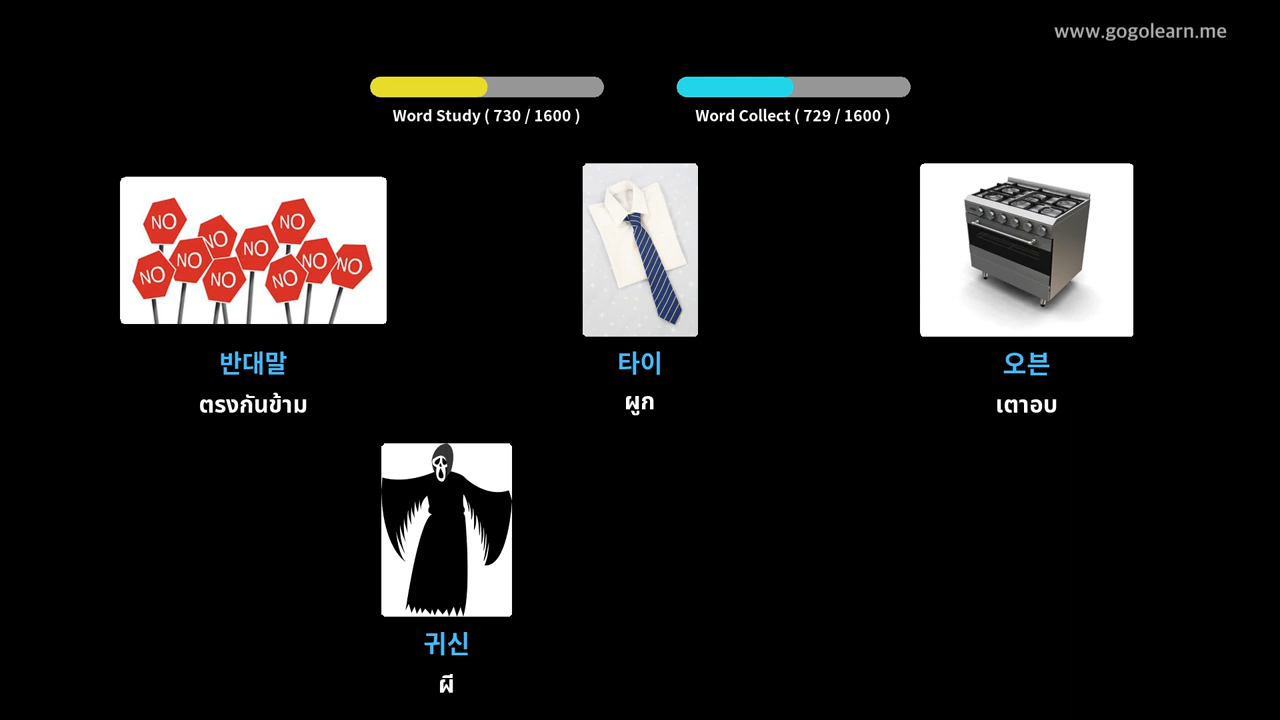 www.gogolearn.me
Word Study ( 730 / 1600 )
Word Collect ( 729 / 1600 )
NO
NO
NO
NO
NO
NO
NO
NO
NO
NO
반대말
ตรงกันข้าม
타이
ผูก
오븐
เตาอบ
귀신
ผี